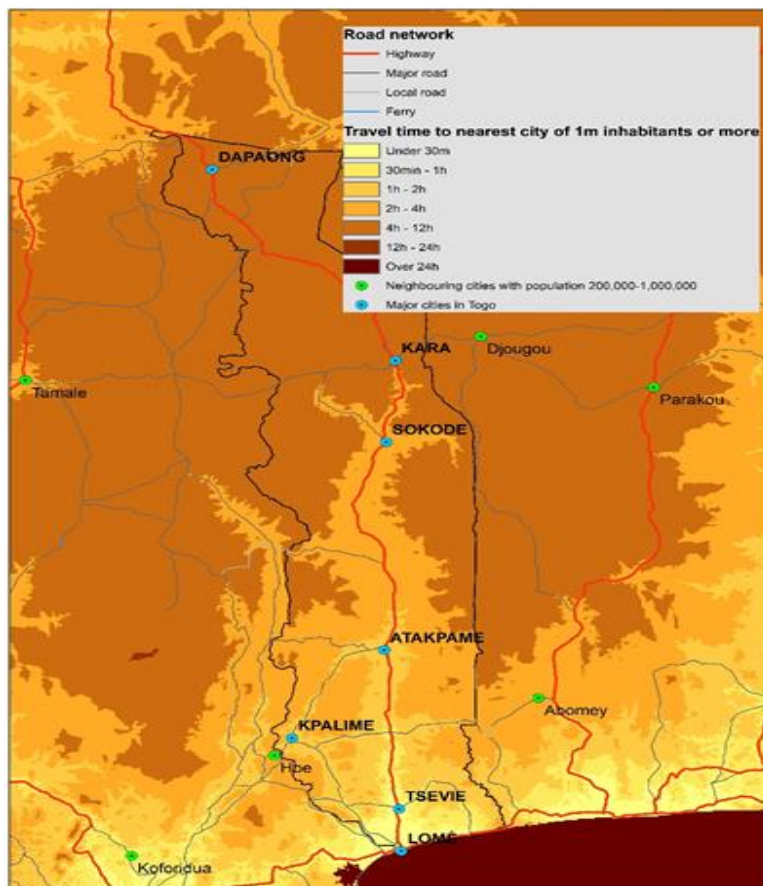 Road network
Highway
Major road
Local road
Ferry
Travel time to nearest city of 1m inhabitants or more
Under 30m
30min - 1h
1h - 2h
2h - 4h
4h - 12h
12h - 24h
Over 24h
Neighbouring cities with population 200,000-1,000,000
Major cities in Togo
DAPAONG
KARA
Djougou
Tamale
Parakou
SOKODE
ATAKPAME
Abomey
KPALIME
Hoe
TSEVIE
LOME
Koforidua